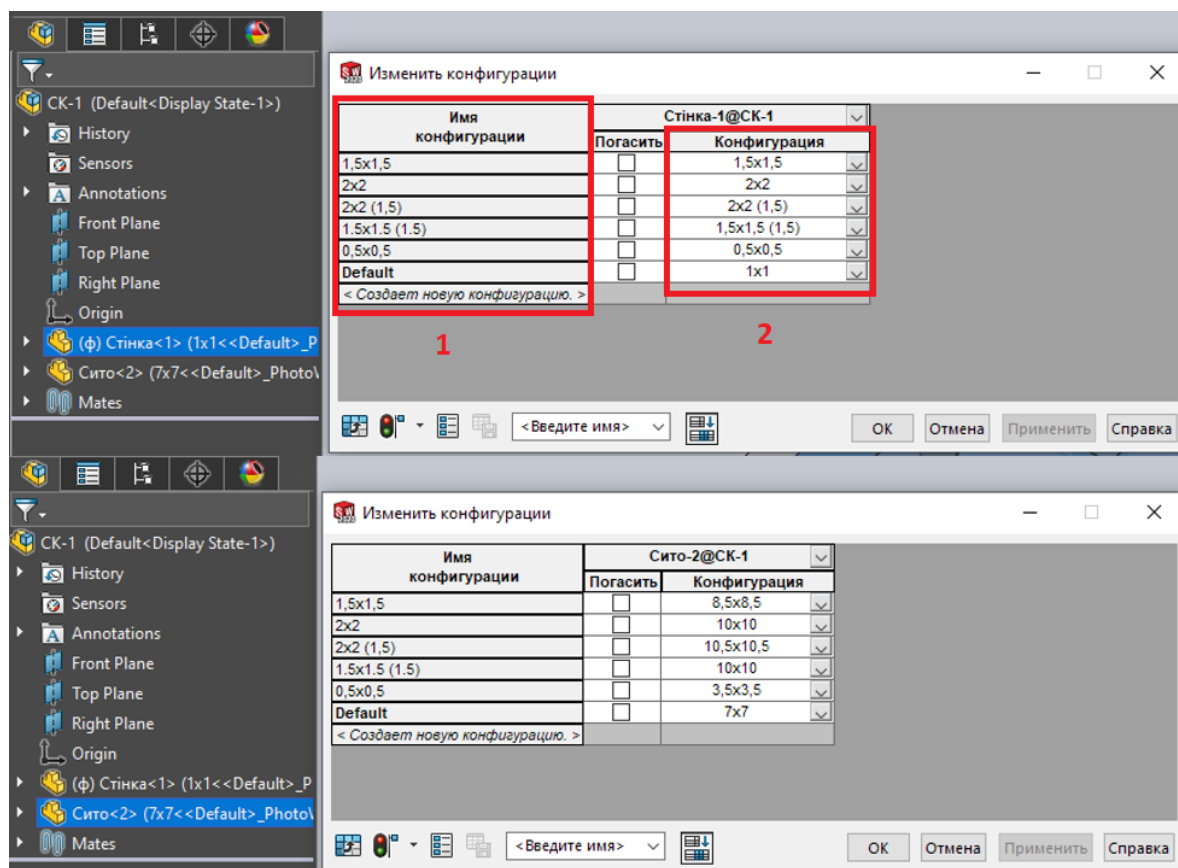 Изменить конфигурации
СК-1 (Default<Display State-1>)
History
Sensors
Annotations
Front Plane
Top Plane
Right Plane
Origin
(ф) Стінка<1> (1x1<<Default>_P
Сито<2> (7x7<<Default>_Photo
Mates
Имя
конфигурации
Стінка-1@СК-1
Погасить
Конфигурация
1,5x1,5
1,5x1,5
2x2
2x2
2x2 (1,5)
2x2 (1,5)
1.5x1.5 (1.5)
1,5x1,5 (1,5)
0,5x0,5
0,5x0,5
Default
1x1
< Создает новую конфигурацию. >
1
2
<Введите имя>
ОК
Отмена
Применить
Справка
Изменить конфигурации
СК-1 (Default<Display State-1>)
History
Sensors
Annotations
Front Plane
Top Plane
Right Plane
Origin
(ф) Стінка<1> (1x1<<Default>_P
Сито<2> (7x7<<Default>_Photo
Mates
Имя
конфигурации
Сито-2@СК-1
Погасить
Конфигурация
1,5x1,5
8,5x8,5
2x2
10x10
2x2 (1,5)
10,5x10,5
1.5x1.5 (1.5)
10x10
0,5x0,5
3,5x3,5
Default
7x7
< Создает новую конфигурацию. >
<Введите имя>
ОК
Отмена
Применить
Справка